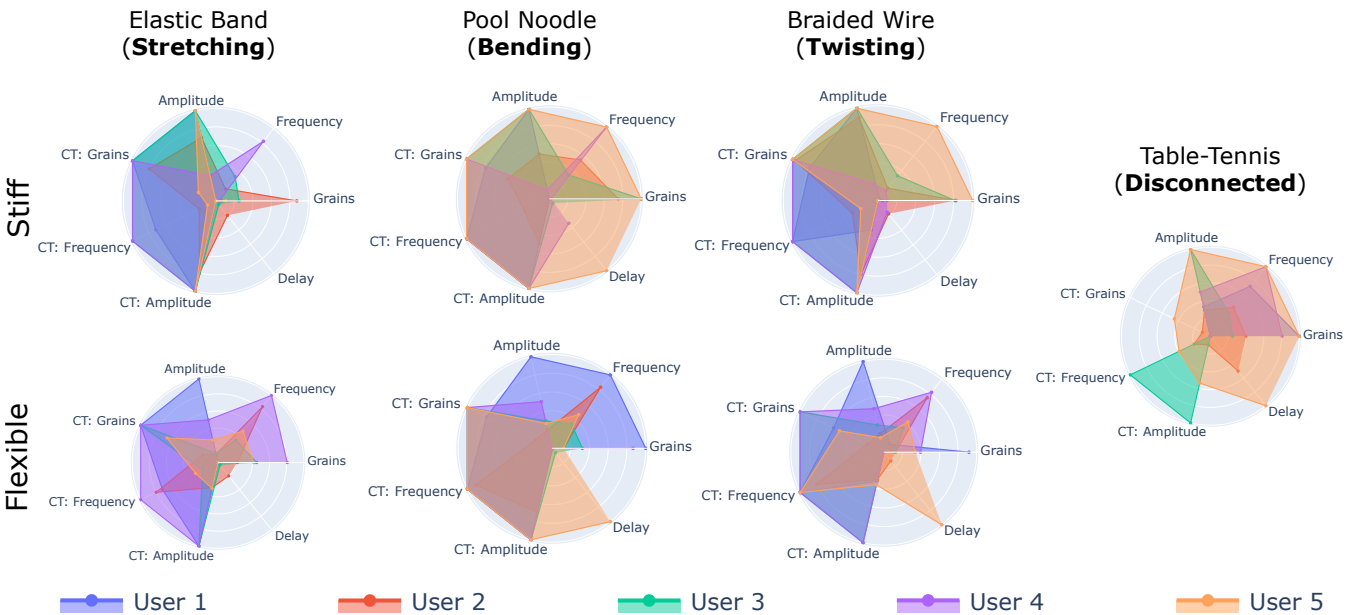 Elastic Band
(Stretching)
Pool Noodle
(Bending)
Braided Wire
(Twisting)
Table-Tennis
(Disconnected)
Stiff
Amplitude
Frequency
CT: Grains
Grains
CT: Frequency
Delay
CT: Amplitude
Amplitude
Frequency
CT: Grains
Grains
CT: Frequency
Delay
CT: Amplitude
Amplitude
Frequency
CT: Grains
Grains
CT: Frequency
Delay
CT: Amplitude
Amplitude
Frequency
CT: Grains
Grains
CT: Frequency
Delay
CT: Amplitude
Flexible
Amplitude
Frequency
CT: Grains
Grains
CT: Frequency
Delay
CT: Amplitude
Amplitude
Frequency
CT: Grains
Grains
CT: Frequency
Delay
CT: Amplitude
Amplitude
Frequency
CT: Grains
Grains
CT: Frequency
Delay
CT: Amplitude
User 1
User 2
User 3
User 4
User 5